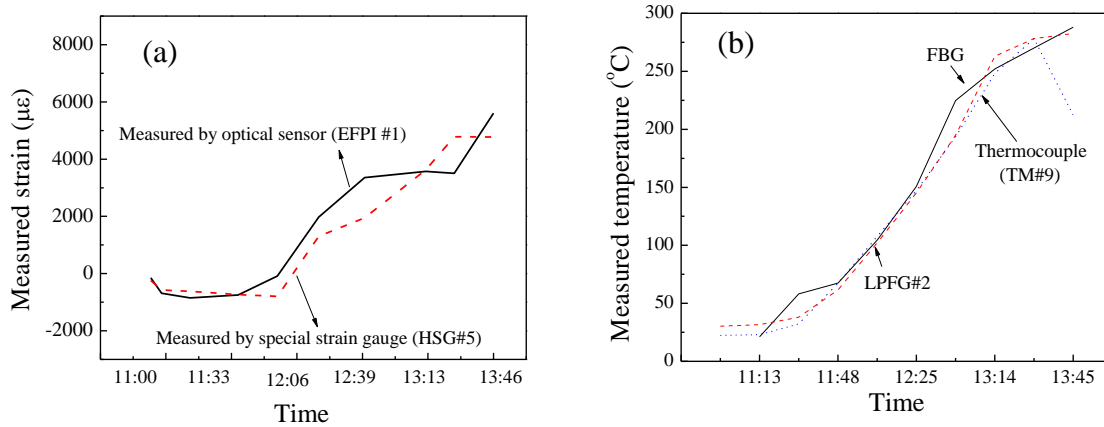 (a)
8000
6000
4000
2000
0
-2000
Measured strain (με)
Measured by optical sensor (EFPI #1)
Measured by special strain gauge (HSG#5)
11:00 11:33 12:06 12:39 13:13 13:46
Time
(b)
300
250
200
150
100
50
0
Measured temperature (°C)
FBG
Thermocouple
(TM#9)
LPFG#2
11:13 11:48 12:25 13:14 13:45
Time